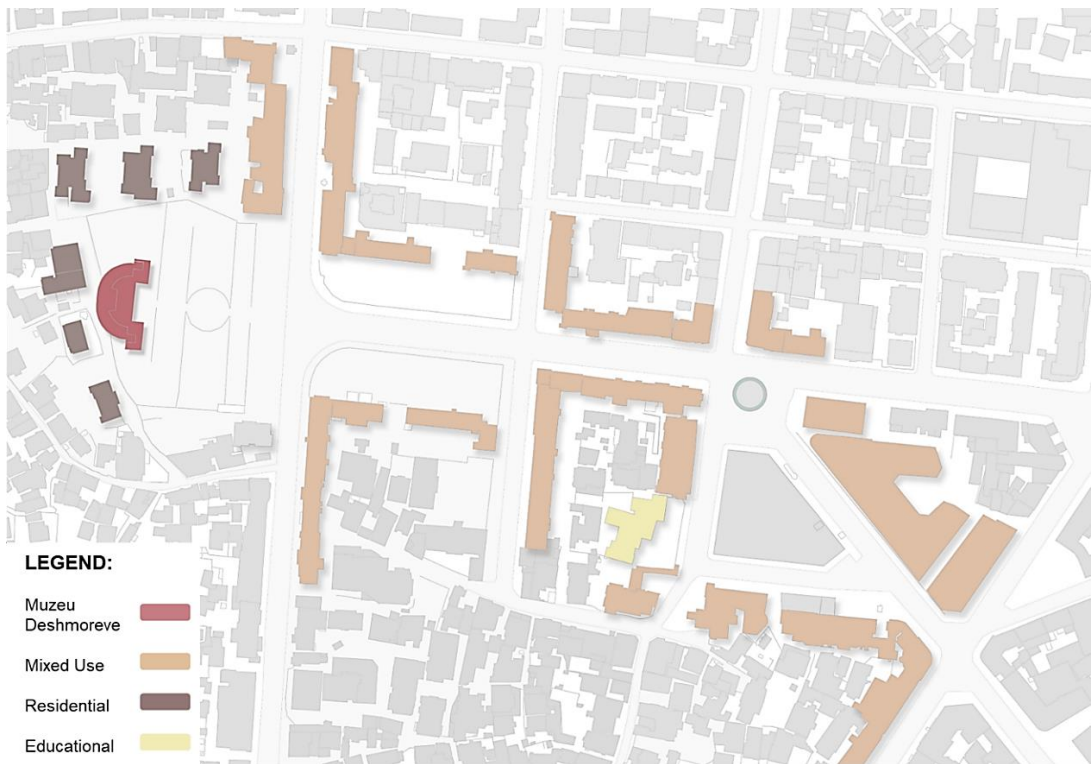 LEGEND:
Muzeu
Deshmoreve
Mixed Use
Residential
Educational